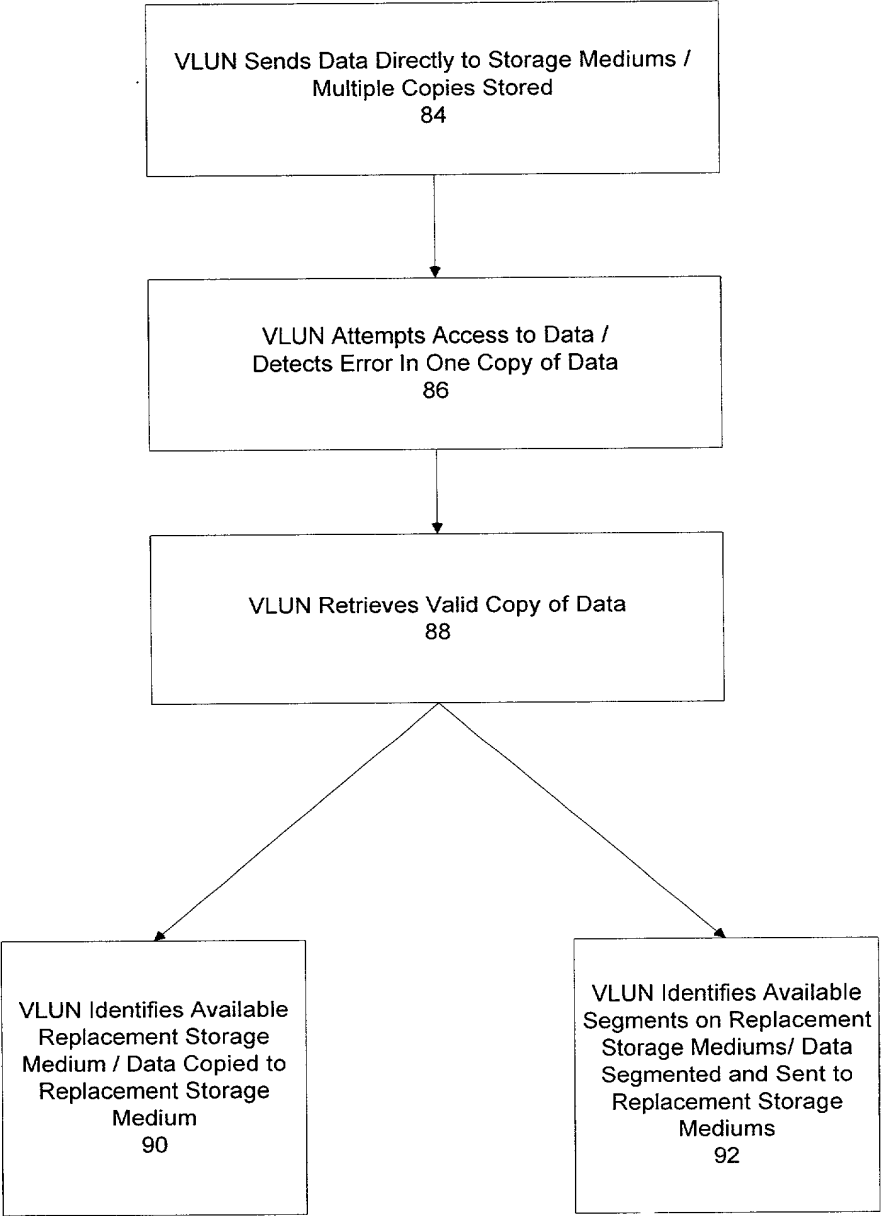 VLUN Sends Data Directly to Storage Mediums /
Multiple Copies Stored
84
VLUN Attempts Access to Data /
Detects Error In One Copy of Data
86
VLUN Retrieves Valid Copy of Data
88
VLUN Identifies Available
Replacement Storage
Medium / Data Copied to
Replacement Storage
Medium
90
VLUN Identifies Available
Segments on Replacement
Storage Mediums/ Data
Segmented and Sent to
Replacement Storage
Mediums
92